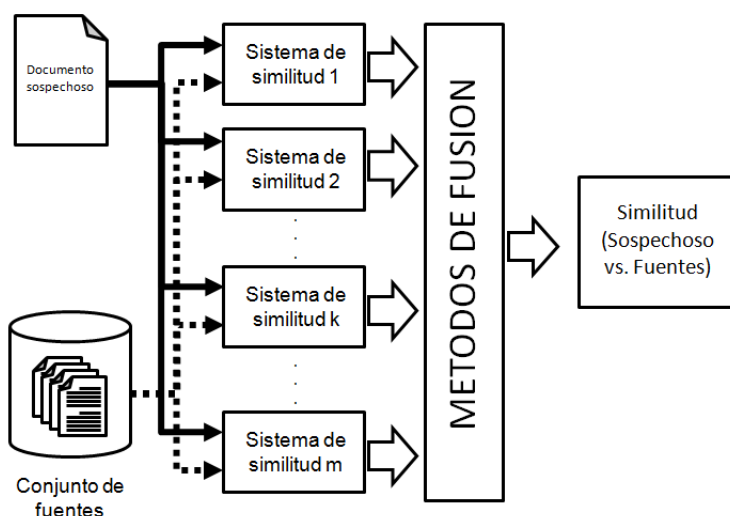 Documento
sospechoso
Sistema de
similitud 1
Sistema de
similitud 2
Sistema de
similitud k
Sistema de
similitud m
Conjunto de
fuentes
METODOS DE FUSION
Similitud
(Sospechoso
vs. Fuentes)